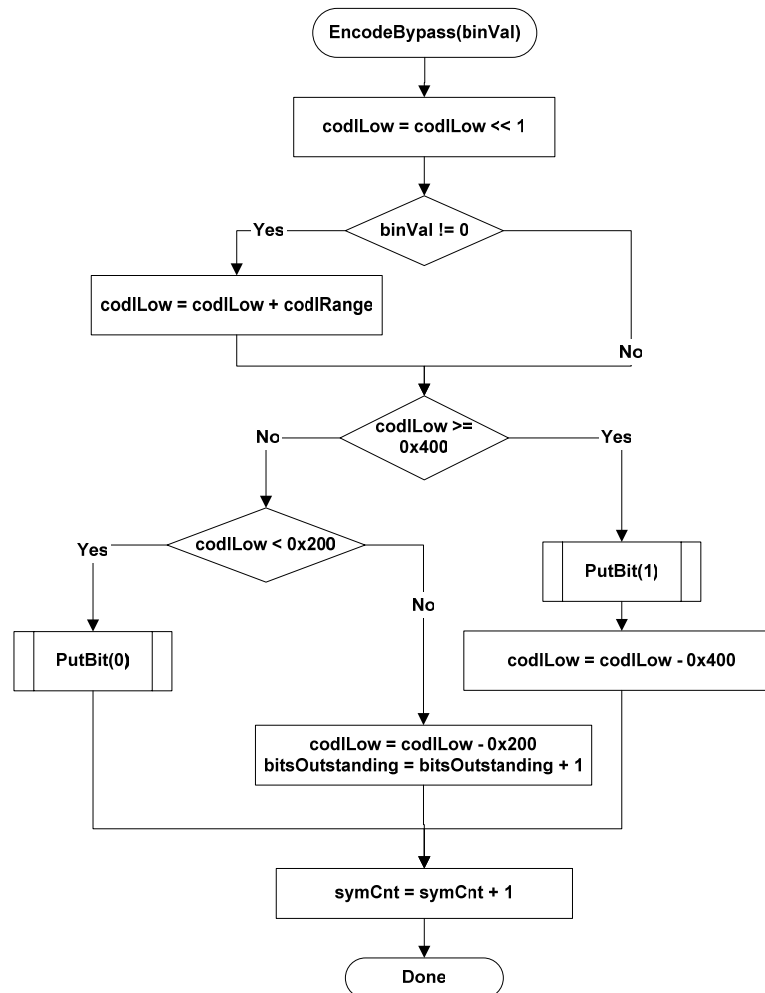 EncodeBypass(binVal)
codILow = codILow << 1
binVal != 0
Yes
codILow = codILow + codIRange
No
codILow >=
0x400
No
Yes
codILow < 0x200
Yes
No
PutBit(1)
PutBit(0)
codILow = codILow - 0x400
codILow = codILow - 0x200
bitsOutstanding = bitsOutstanding + 1
symCnt = symCnt + 1
Done